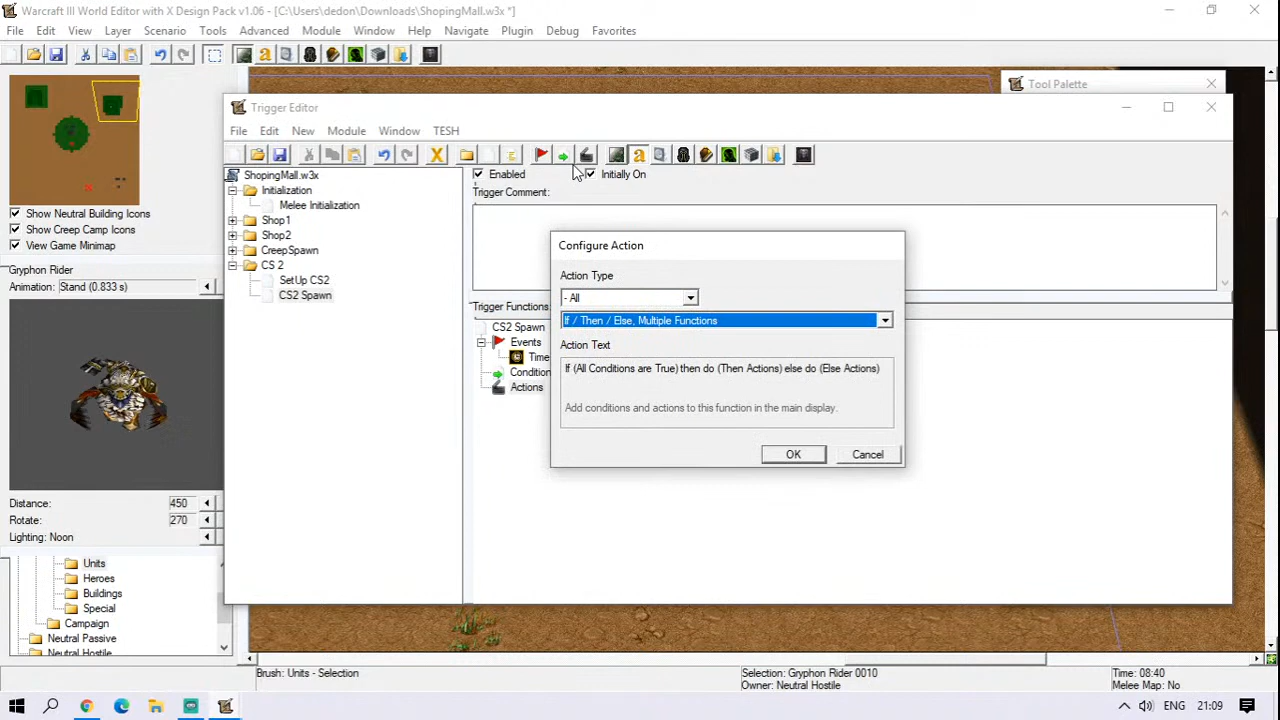 Warcraft III World Editor with X Design Pack v1.06 - [C:\Users\dedon\Downloads\ShopingMall.w3x *]
File Edit View Layer Scenario Tools Advanced Module Window Help Navigate Plugin Debug Favorites
Tool Palette
Trigger Editor
File Edit New Module Window TESH
ShopingMall.w3x
Initialization
Melee Initialization
Shop1
Shop2
CreepSpawn
CS 2
SetUp CS2
CS2 Spawn
Enabled
Initially On
Trigger Comment:
Trigger Functions:
CS2 Spawn
Events
Time
Condition
Actions
Configure Action
Action Type
- All
If / Then / Else, Multiple Functions
Action Text
If (All Conditions are True) then do (Then Actions) else do (Else Actions)
Add conditions and actions to this function in the main display.
OK
Cancel
Show Neutral Building Icons
Show Creep Camp Icons
View Game Minimap
Gryphon Rider
Animation: Stand (0.833 s)
Distance: 450
Rotate: 270
Lighting: Noon
Units
Heroes
Buildings
Special
Campaign
Neutral Passive
Neutral Hostile
Brush: Units - Selection
Selection: Gryphon Rider 0010
Owner: Neutral Hostile
Time: 08:40
Melee Map: No
ENG
21:09